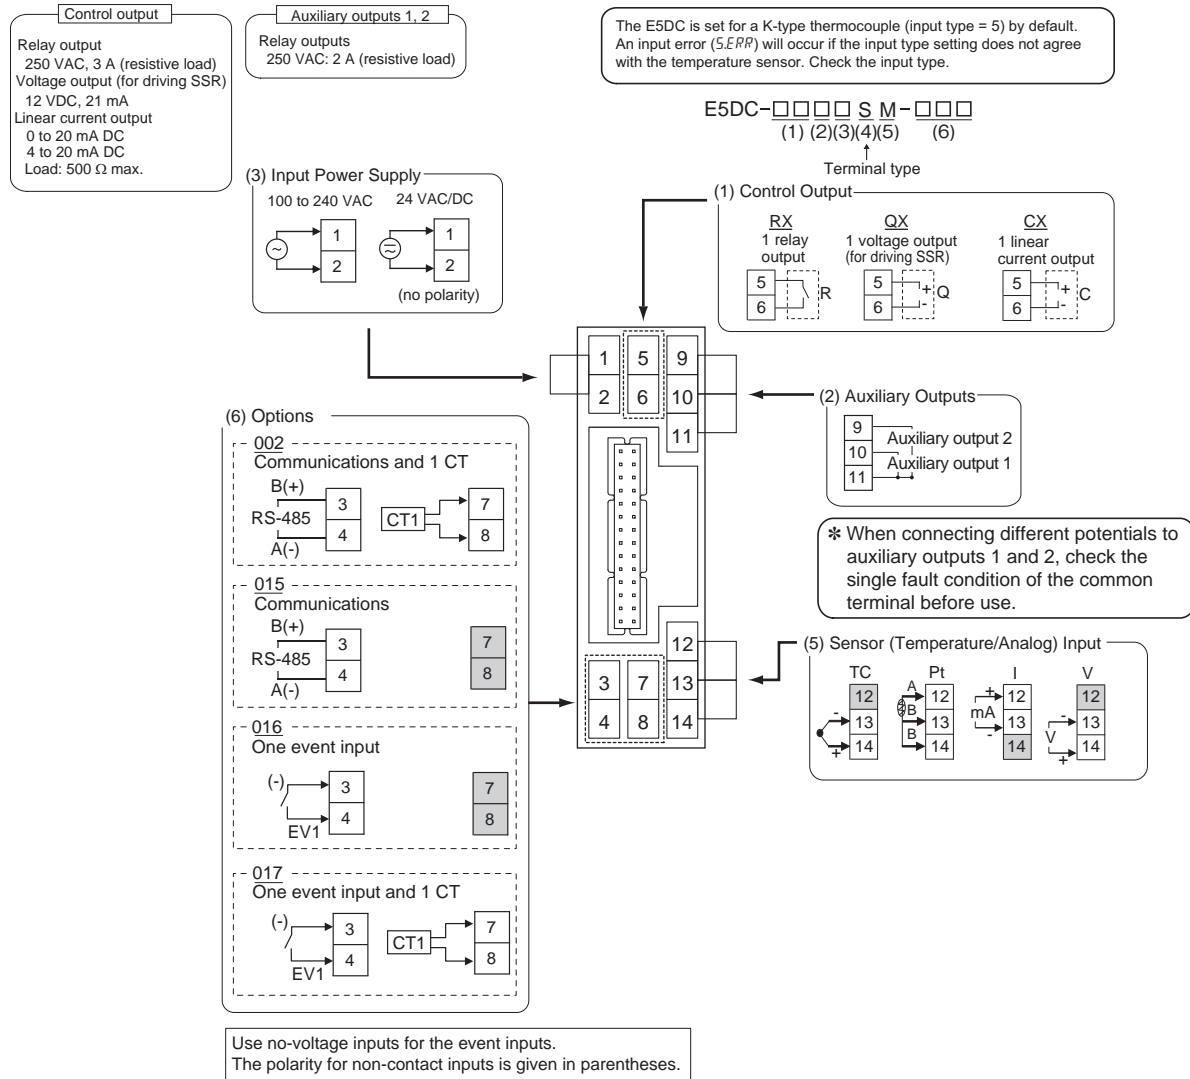 Control output
Relay output
250 VAC, 3 A (resistive load)
Voltage output (for driving SSR)
12 VDC, 21 mA
Linear current output
0 to 20 mA DC
4 to 20 mA DC
Load: 500 Ω max.
Auxiliary outputs 1, 2
Relay outputs
250 VAC: 2 A (resistive load)
The E5DC is set for a K-type thermocouple (input type = 5) by default.
An input error (S.ERR) will occur if the input type setting does not agree
with the temperature sensor. Check the input type.
E5DC-□□□□ S M-□□□
(1) (2)(3)(4)(5) (6)
Terminal type
(3) Input Power Supply
100 to 240 VAC
1
2
24 VAC/DC
1
2
(no polarity)
(1) Control Output
RX
1 relay
output
5
6
R
QX
1 voltage output
(for driving SSR)
5
6
+
-
Q
CX
1 linear
current output
5
6
+
-
C
1 5 9
2 6 10
11
12
3 7 13
4 8 14
(2) Auxiliary Outputs
9
10
11
Auxiliary output 2
Auxiliary output 1
✻ When connecting different potentials to
auxiliary outputs 1 and 2, check the
single fault condition of the common
terminal before use.
(5) Sensor (Temperature/Analog) Input
TC
12
- 13
+ 14
Pt
A 12
B 13
B 14
I
+ 12
mA
- 13
14
V
12
- 13
V
+ 14
(6) Options
002
Communications and 1 CT
B(+)
RS-485
A(-)
3
4
CT1
7
8
015
Communications
B(+)
RS-485
A(-)
3
4
7
8
016
One event input
(-)
EV1
3
4
7
8
017
One event input and 1 CT
(-)
EV1
3
4
CT1
7
8
Use no-voltage inputs for the event inputs.
The polarity for non-contact inputs is given in parentheses.